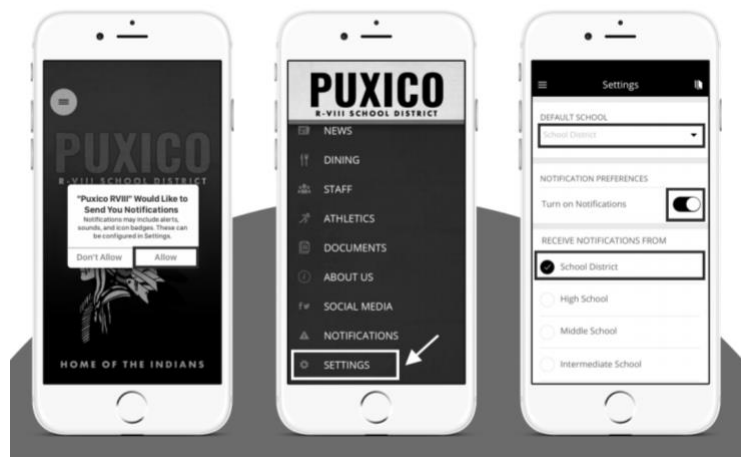 PUXICO
R-VIII SCHOOL DISTRICT
"Puxico RVIII" Would Like to
Send You Notifications
Notifications may include alerts,
sounds, and icon badges. These can
be configured in Settings.
Don't Allow
Allow
HOME OF THE INDIANS
PUXICO
R-VIII SCHOOL DISTRICT
NEWS
DINING
STAFF
ATHLETICS
DOCUMENTS
ABOUT US
SOCIAL MEDIA
NOTIFICATIONS
SETTINGS
Settings
DEFAULT SCHOOL
School District
NOTIFICATION PREFERENCES
Turn on Notifications
RECEIVE NOTIFICATIONS FROM
School District
High School
Middle School
Intermediate School